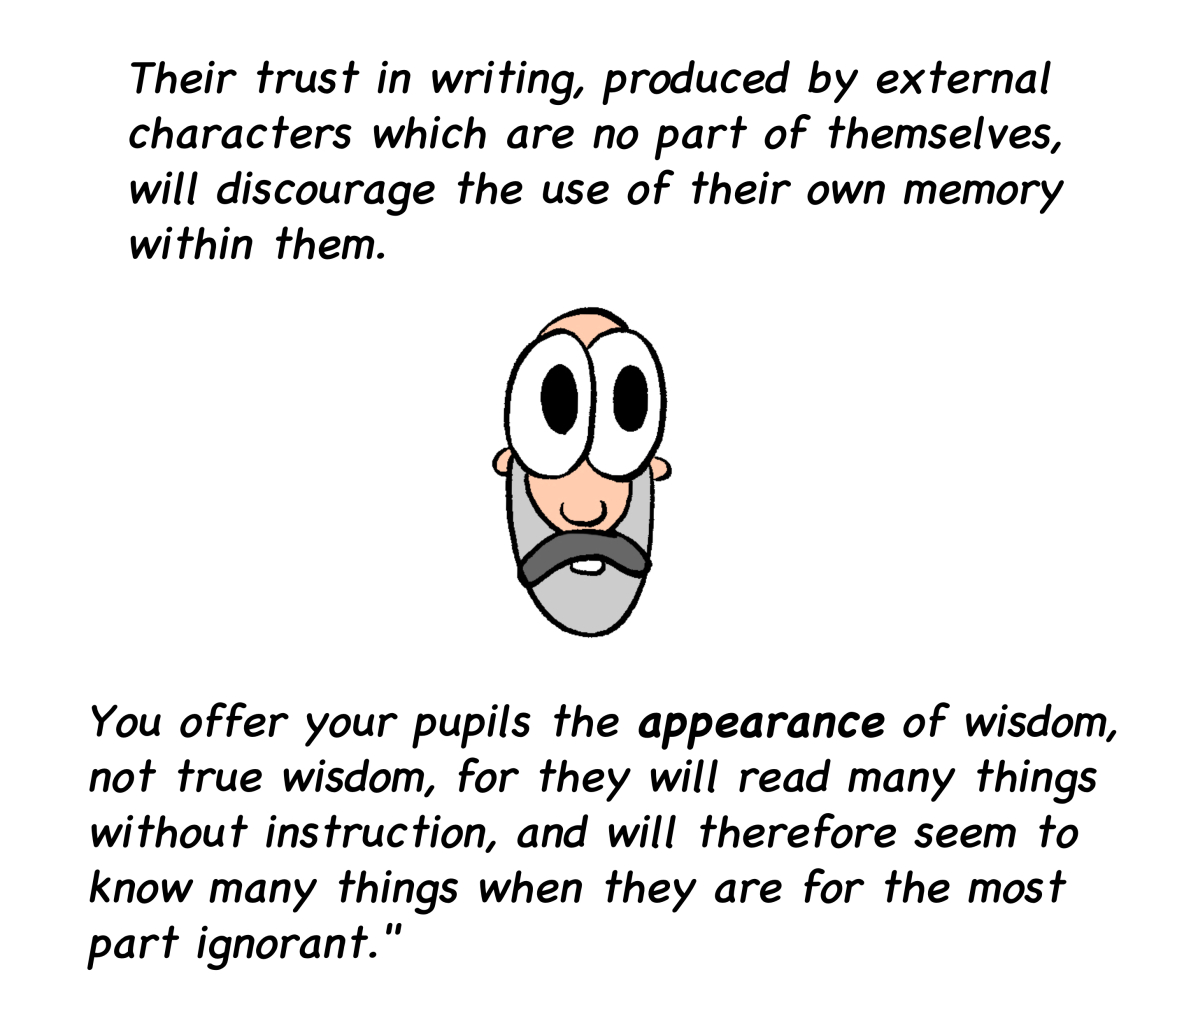 Their trust in writing, produced by external
characters which are no part of themselves,
will discourage the use of their own memory
within them.
You offer your pupils the appearance of wisdom,
not true wisdom, for they will read many things
without instruction, and will therefore seem to
know many things when they are for the most
part ignorant."